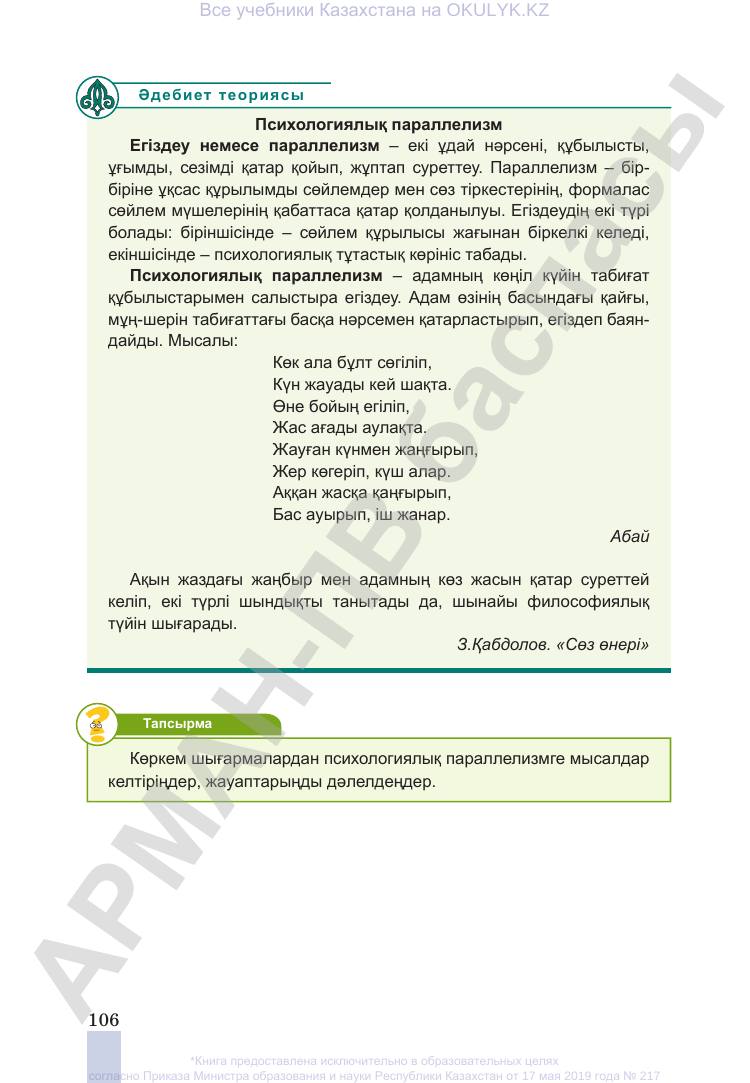 Все учебники Казахстана на OKULYK.KZ
Әдебиет теориясы
Психологиялық параллелизм
Егіздеу немесе параллелизм – екі ұдай нәрсені, құбылысты,
ұғымды, сезімді қатар қойып, жұптап суреттеу. Параллелизм – бір-
біріне ұқсас құрылымды сөйлемдер мен сөз тіркестерінің, формалас
сөйлем мүшелерінің қабаттаса қатар қолданылуы. Егіздеудің екі түрі
болады: біріншісінде – сөйлем құрылысы жағынан біркелкі келеді,
екіншісінде – психологиялық тұтастық көрініс табады.
Психологиялық параллелизм – адамның көңіл күйін табиғат
құбылыстарымен салыстыра егіздеу. Адам өзінің басындағы қайғы,
мұң-шерін табиғаттағы басқа нәрсемен қатарластырып, егіздеп баян-
дайды. Мысалы:
Көк ала бұлт сөгіліп,
Күн жауады кей шақта.
Өне бойың егіліп,
Жас ағады аулақта.
Жауған күнмен жаңғырып,
Жер көгеріп, күш алар.
Аққан жасқа қаңғырып,
Бас ауырып, іш жанар.
Абай
Ақын жаздағы жаңбыр мен адамның көз жасын қатар суреттей
келіп, екі түрлі шындықты танытады да, шынайы философиялық
түйін шығарады.
З.Қабдолов. «Сөз өнері»
Тапсырма
Көркем шығармалардан психологиялық параллелизмге мысалдар
келтіріңдер, жауаптарыңды дәлелдеңдер.
АРМАН-ПВ баспасы
106
*Книга предоставлена исключительно в образовательных целях
согласно Приказа Министра образования и науки Республики Казахстан от 17 мая 2019 года № 217